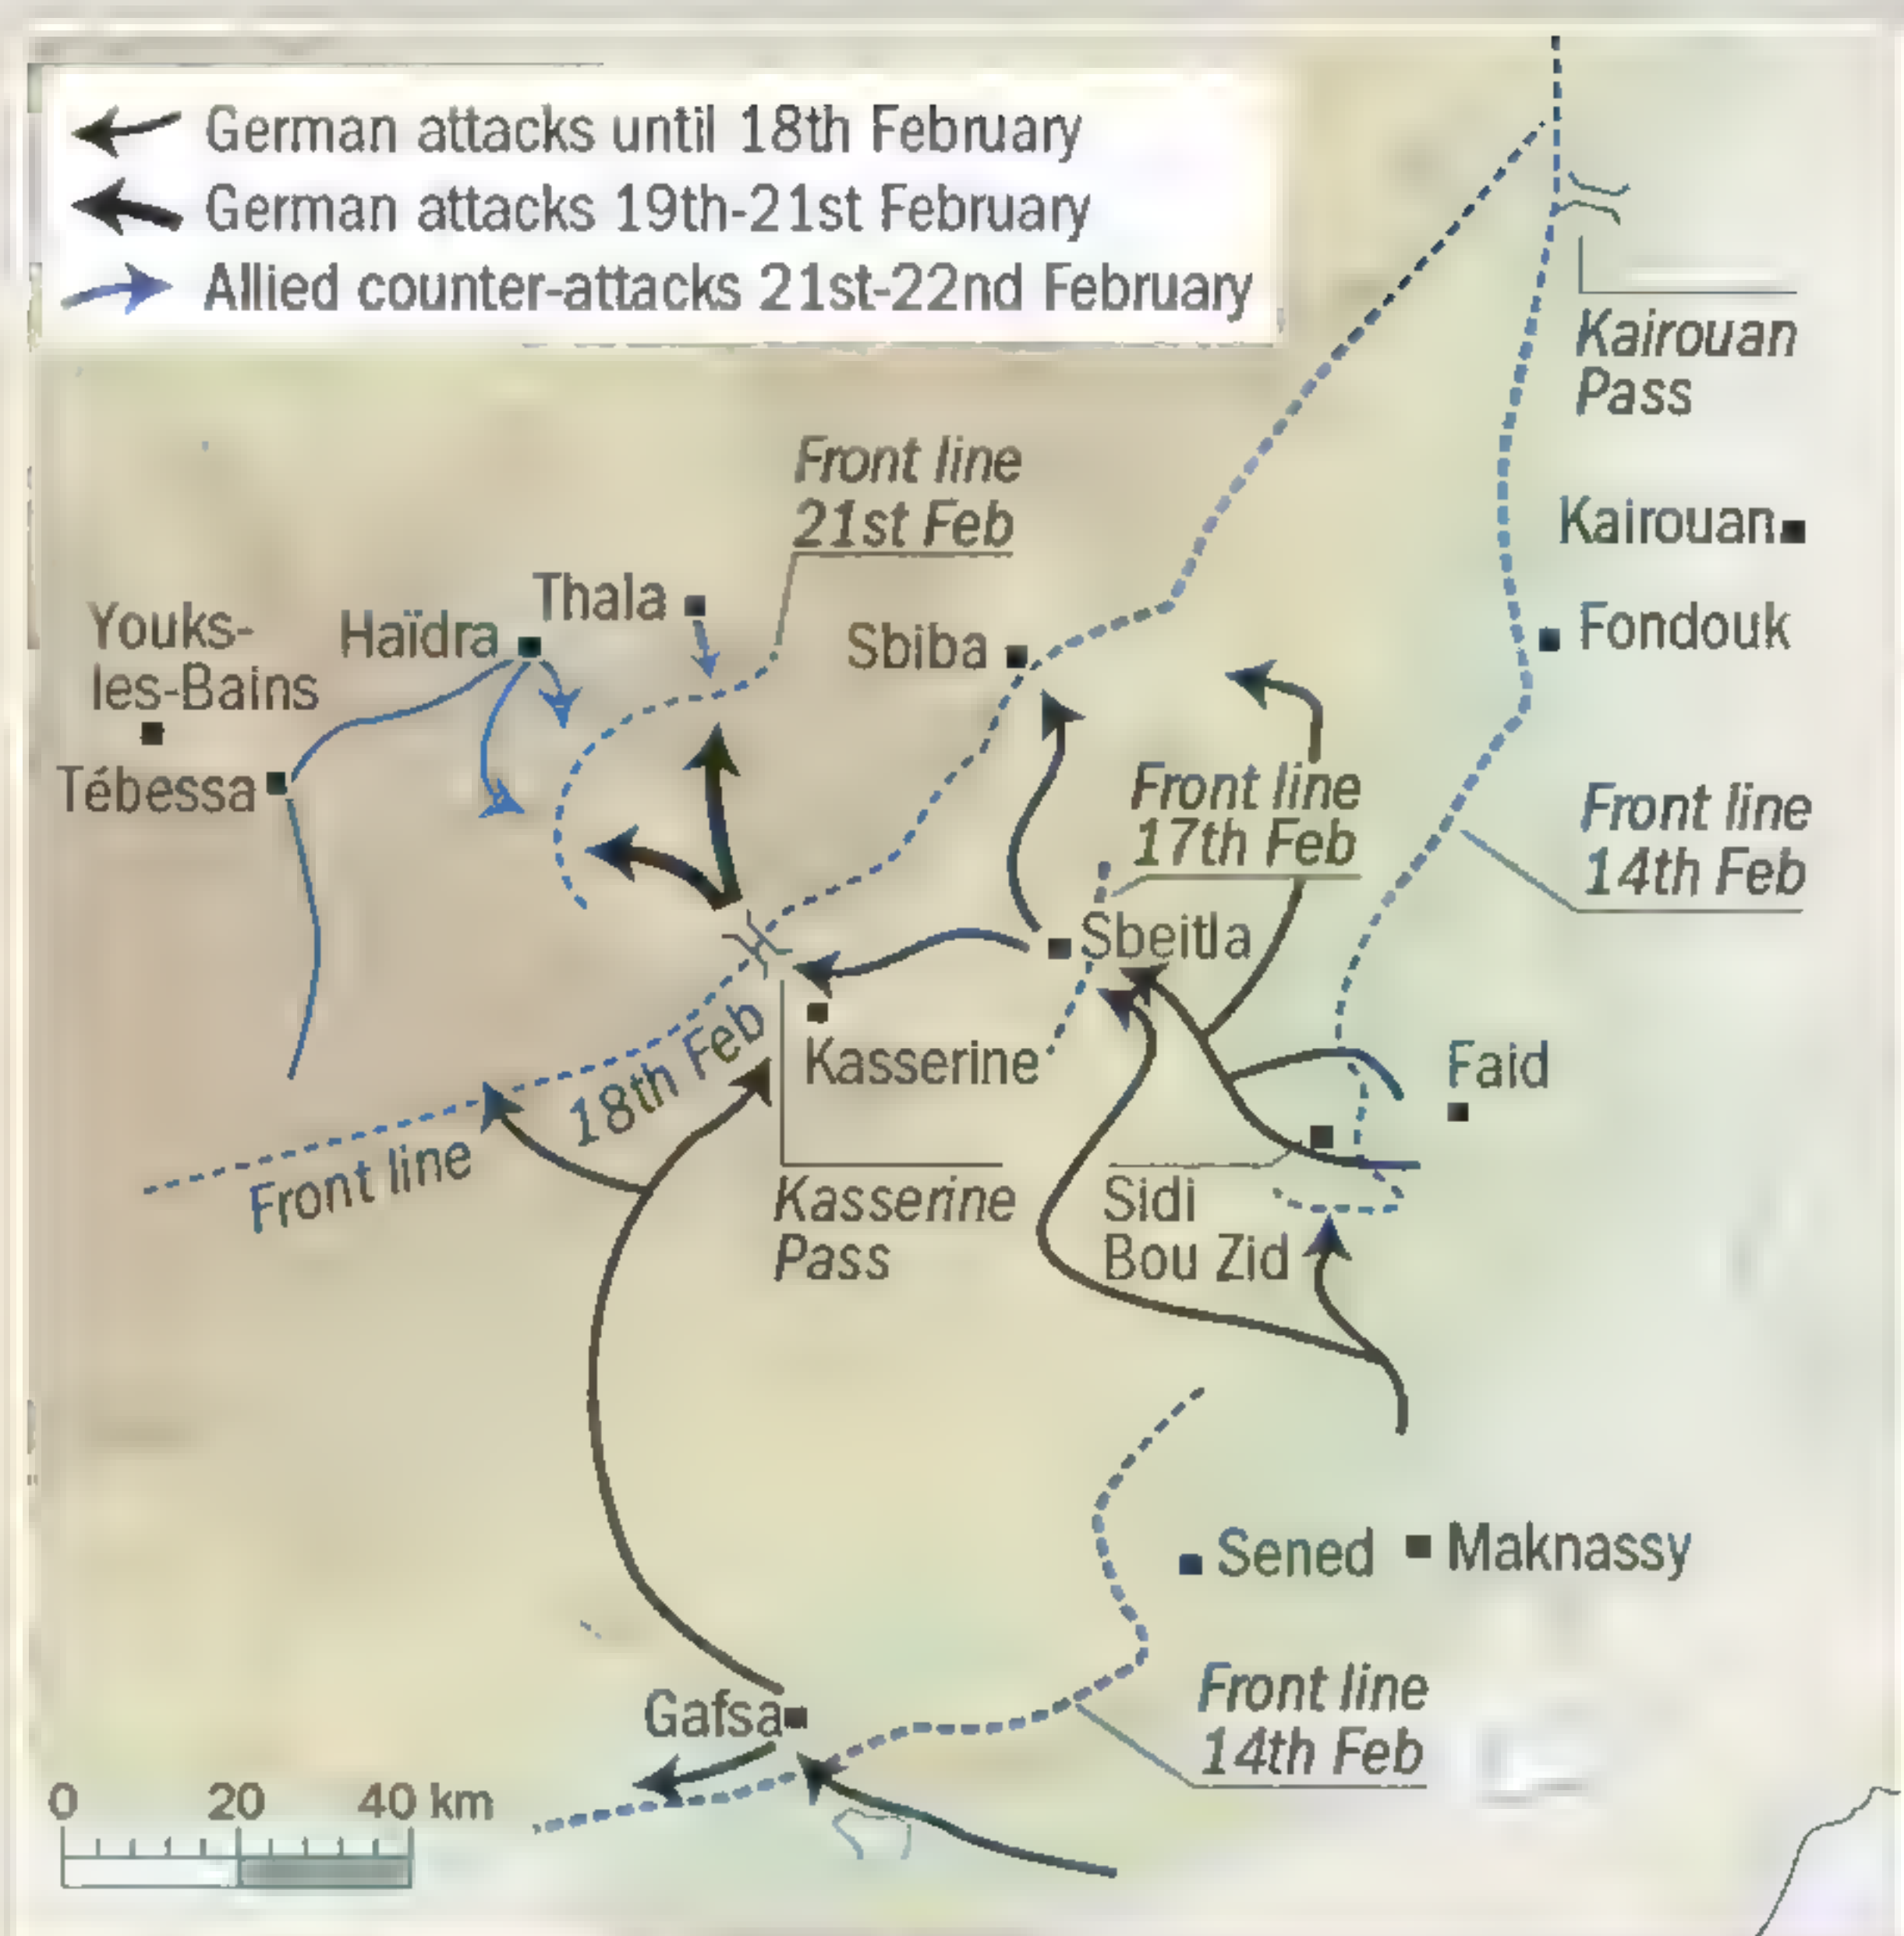 German attacks until 18th February
German attacks 19th-21st February
Allied counter-attacks 21st-22nd February
Kairouan
Pass
Front line
21st Feb
Kairouan
Thala
Youks-
les-Bains
Haïdra
Sbiba
Fondouk
Tébessa
Front line
17th Feb
Front line
14th Feb
Sbeitla
Kasserine
Faid
18th Feb
Front line
Kasserine
Pass
Sidi
Bou Zid
Sened
Maknassy
Gafsa
Front line
14th Feb
0 20 40 km